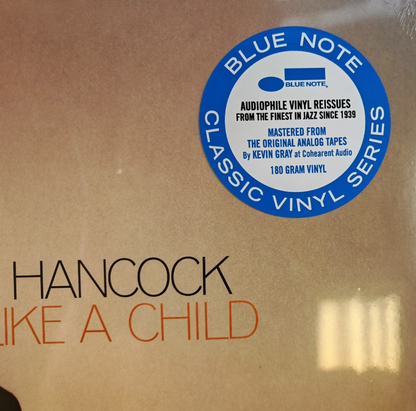 BLUE NOTE
BLUE NOTE®
AUDIOPHILE VINYL REISSUES
FROM THE FINEST IN JAZZ SINCE 1939
MASTERED FROM
THE ORIGINAL ANALOG TAPES
By KEVIN GRAY at Cohearent Audio
180 GRAM VINYL
CLASSIC VINYL SERIES
HANCOCK
LIKE A CHILD